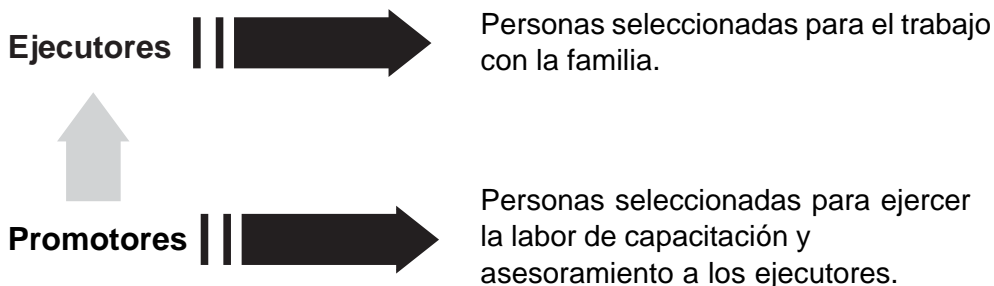 Ejecutores
Personas seleccionadas para el trabajo
con la familia.
Promotores
Personas seleccionadas para ejercer
la labor de capacitación y
asesoramiento a los ejecutores.